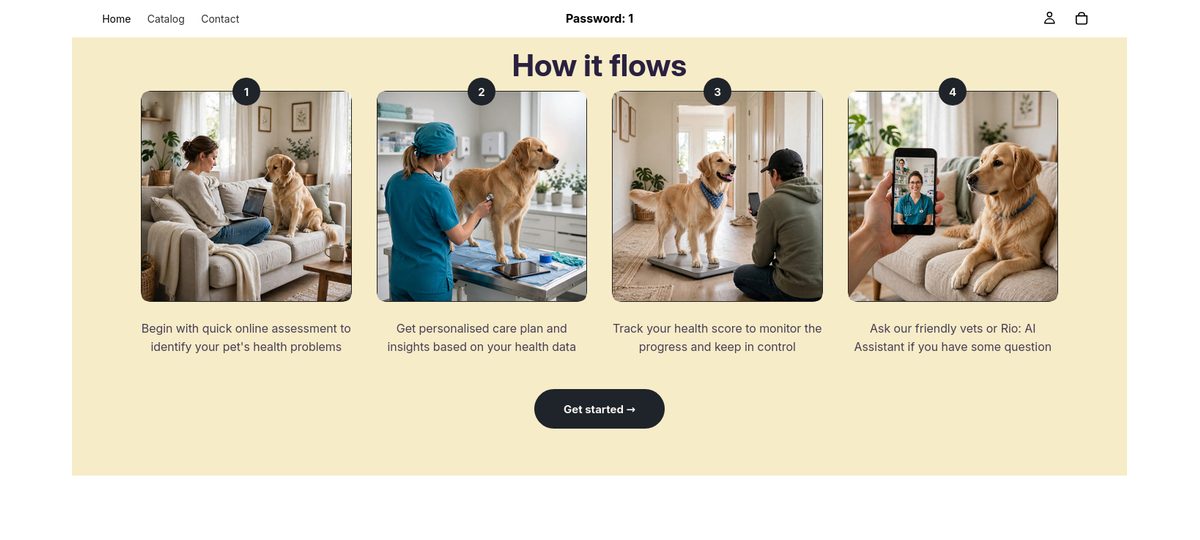 Home Catalog Contact Password: 1
How it flows
1 2 3 4
Begin with quick online assessment to
identify your pet's health problems
Get personalised care plan and
insights based on your health data
Track your health score to monitor the
progress and keep in control
Ask our friendly vets or Rio: AI
Assistant if you have some question
Get started →